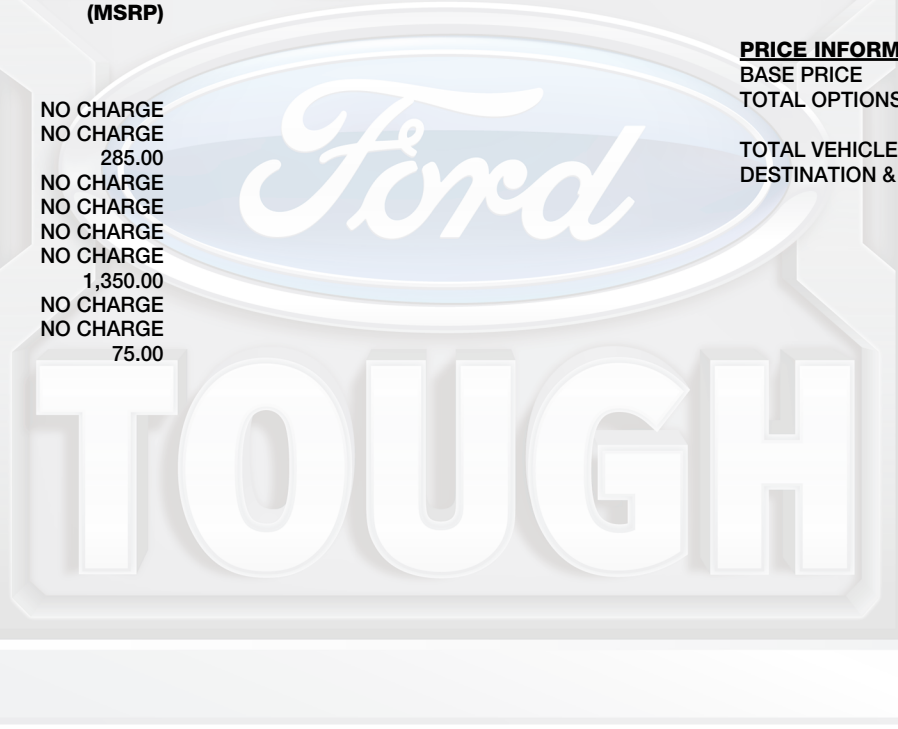 (MSRP)
NO CHARGE
NO CHARGE
285.00
NO CHARGE
NO CHARGE
NO CHARGE
NO CHARGE
1,350.00
NO CHARGE
NO CHARGE
75.00
PRICE INFORM
BASE PRICE
TOTAL OPTIONS
TOTAL VEHICLE
DESTINATION &
Ford
TOUGH